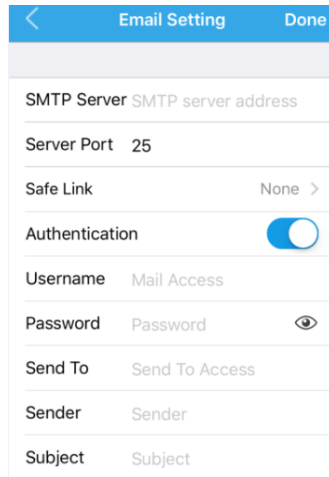 Email Setting Done
SMTP Server SMTP server address
Server Port 25
Safe Link None
Authentication
Username Mail Access
Password Password
Send To Send To Access
Sender Sender
Subject Subject